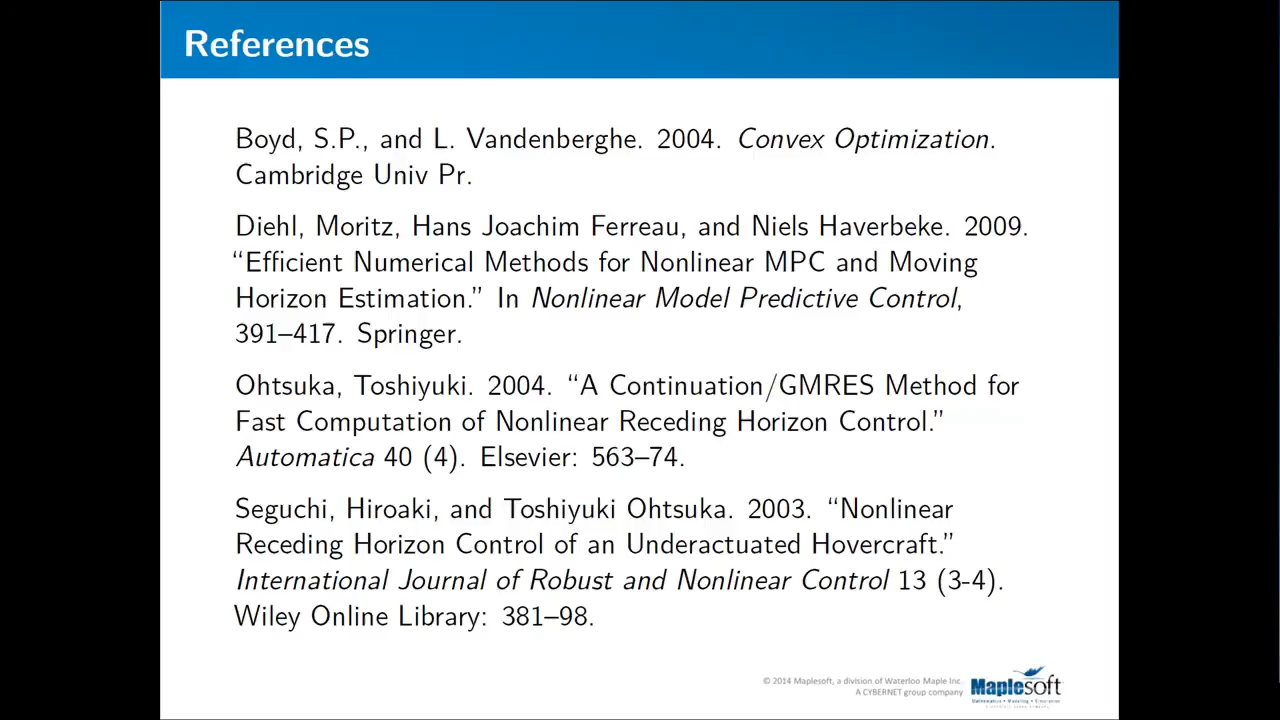 References
Boyd, S.P., and L. Vandenberghe. 2004. Convex Optimization.
Cambridge Univ Pr.
Diehl, Moritz, Hans Joachim Ferreau, and Niels Haverbeke. 2009.
“Efficient Numerical Methods for Nonlinear MPC and Moving
Horizon Estimation.” In Nonlinear Model Predictive Control,
391–417. Springer.
Ohtsuka, Toshiyuki. 2004. “A Continuation/GMRES Method for
Fast Computation of Nonlinear Receding Horizon Control.”
Automatica 40 (4). Elsevier: 563–74.
Seguchi, Hiroaki, and Toshiyuki Ohtsuka. 2003. “Nonlinear
Receding Horizon Control of an Underactuated Hovercraft.”
International Journal of Robust and Nonlinear Control 13 (3-4).
Wiley Online Library: 381–98.
© 2014 Maplesoft, a division of Waterloo Maple Inc.
A CYBERNET group company
Maplesoft